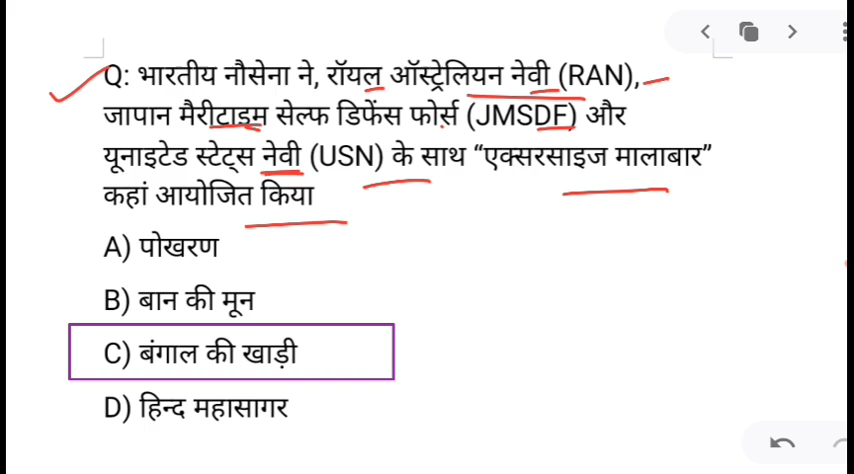 Q: भारतीय नौसेना ने, रॉयल ऑस्ट्रेलियन नेवी (RAN),
जापान मैरीटाइम सेल्फ डिफेंस फोर्स (JMSDF) और
यूनाइटेड स्टेट्स नेवी (USN) के साथ “एक्सरसाइज मालाबार”
कहां आयोजित किया
A) पोखरण
B) बान की मून
C) बंगाल की खाड़ी
D) हिन्द महासागर